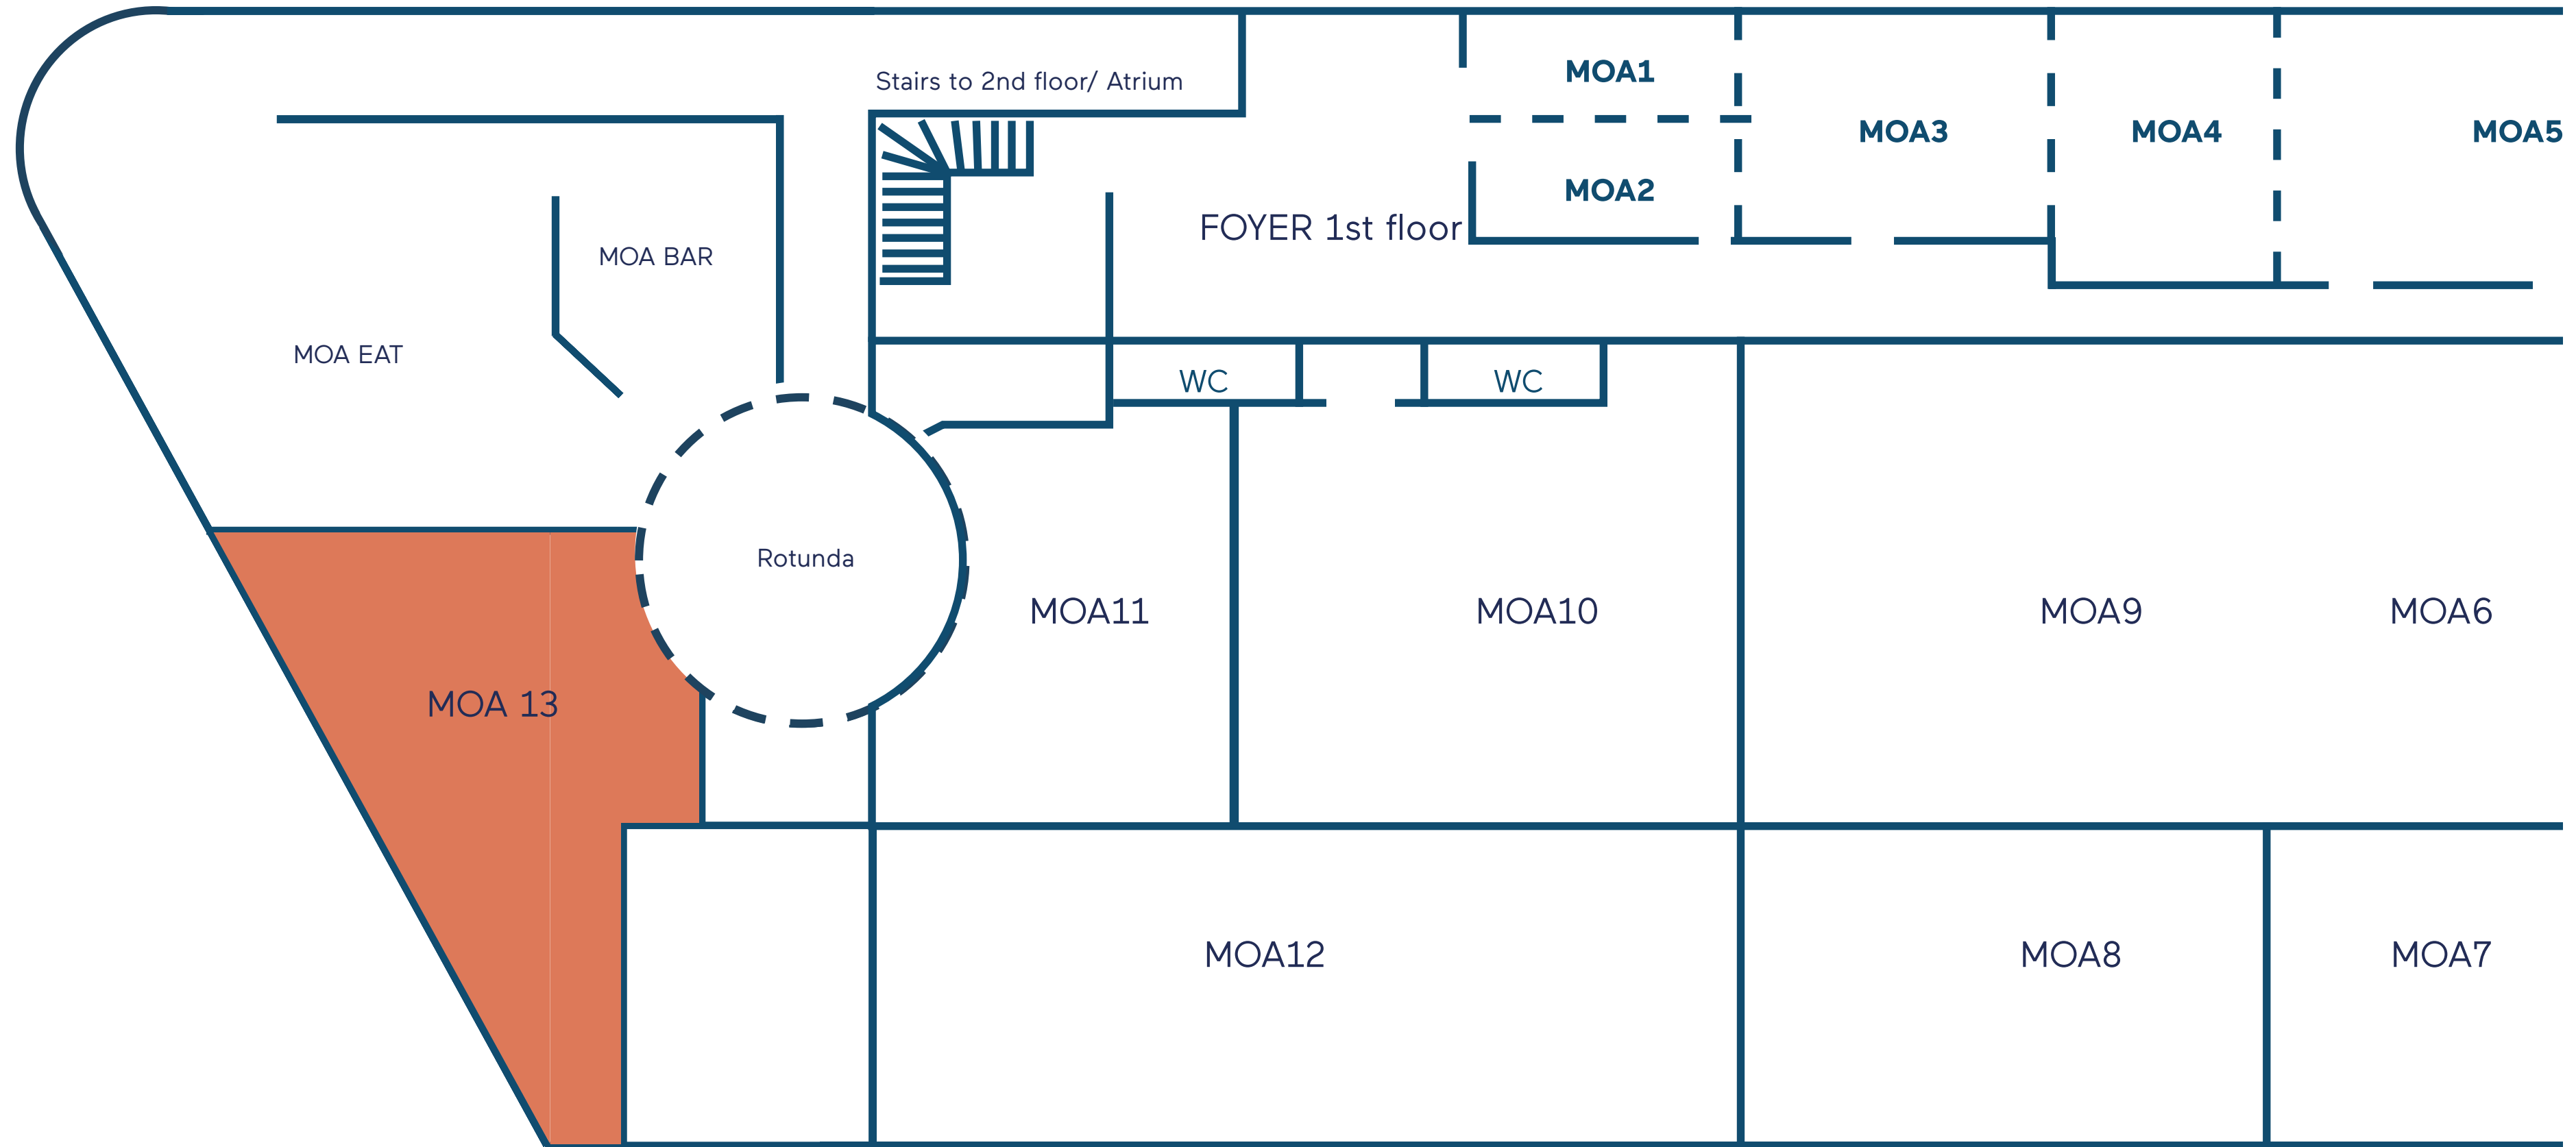 Stairs to 2nd floor/ Atrium
MOA1
MOA3
MOA4
MOA5
MOA2
FOYER 1st floor
MOA BAR
MOA EAT
WC
WC
Rotunda
MOA11
MOA10
MOA9
MOA6
MOA 13
MOA12
MOA8
MOA7